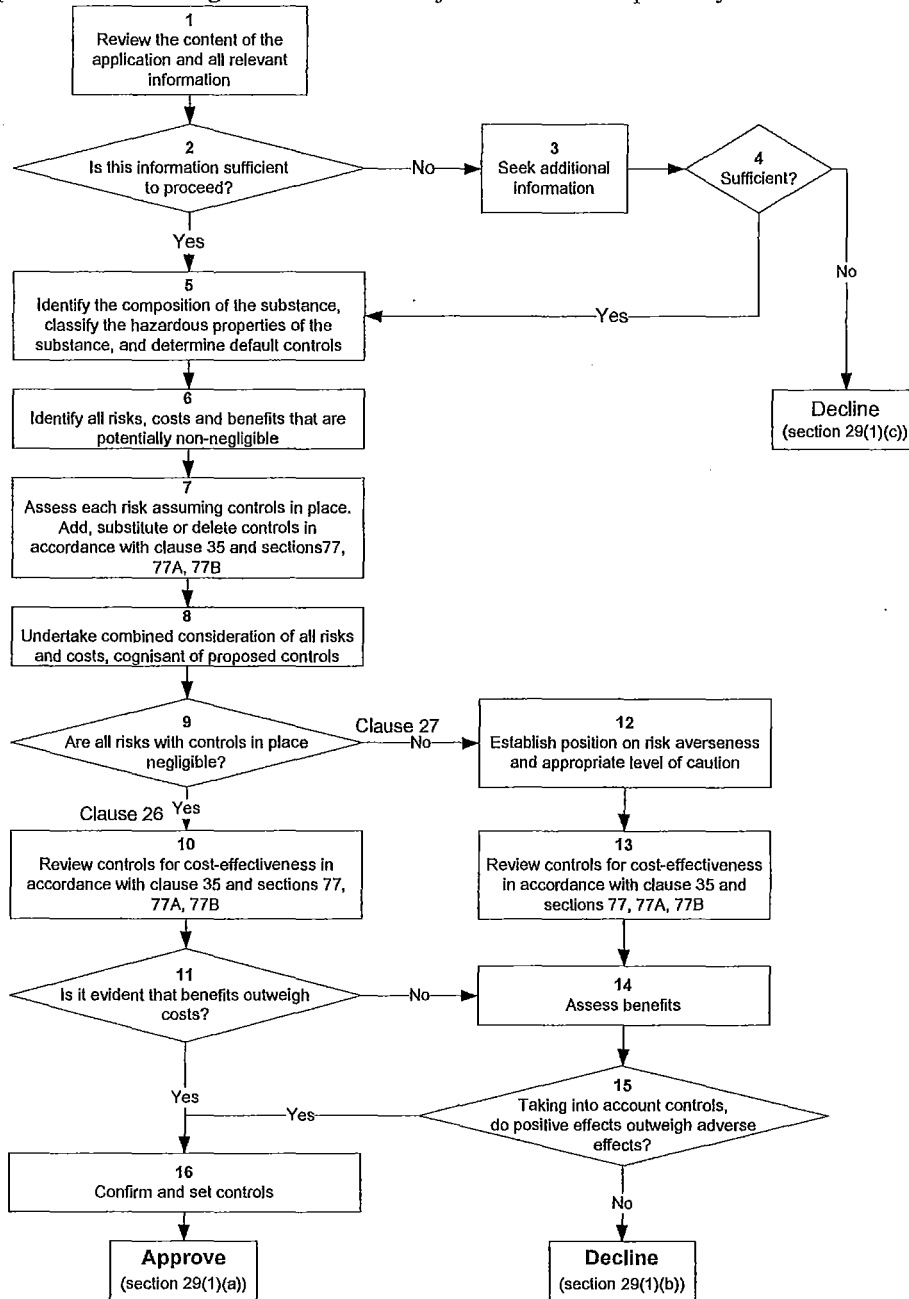 1
Review the content of the
application and all relevant
information
2
Is this information sufficient
to proceed?
No
3
Seek additional
information
4
Sufficient?
Yes
No
5
Identify the composition of the substance,
classify the hazardous properties of the
substance, and determine default controls
Yes
6
Identify all risks, costs and benefits that are
potentially non-negligible
Decline
(section 29(1)(c))
7
Assess each risk assuming controls in place.
Add, substitute or delete controls in
accordance with clause 35 and sections77,
77A, 77B
8
Undertake combined consideration of all risks
and costs, cognisant of proposed controls
9
Are all risks with controls in place
negligible?
Clause 27
No
12
Establish position on risk averseness
and appropriate level of caution
Clause 26
Yes
10
Review controls for cost-effectiveness in
accordance with clause 35 and sections 77,
77A, 77B
13
Review controls for cost-effectiveness
in accordance with clause 35 and
sections 77, 77A, 77B
11
Is it evident that benefits outweigh
costs?
No
14
Assess benefits
Yes
Yes
15
Taking into account controls,
do positive effects outweigh adverse
effects?
16
Confirm and set controls
No
Approve
(section 29(1)(a))
Decline
(section 29(1)(b))